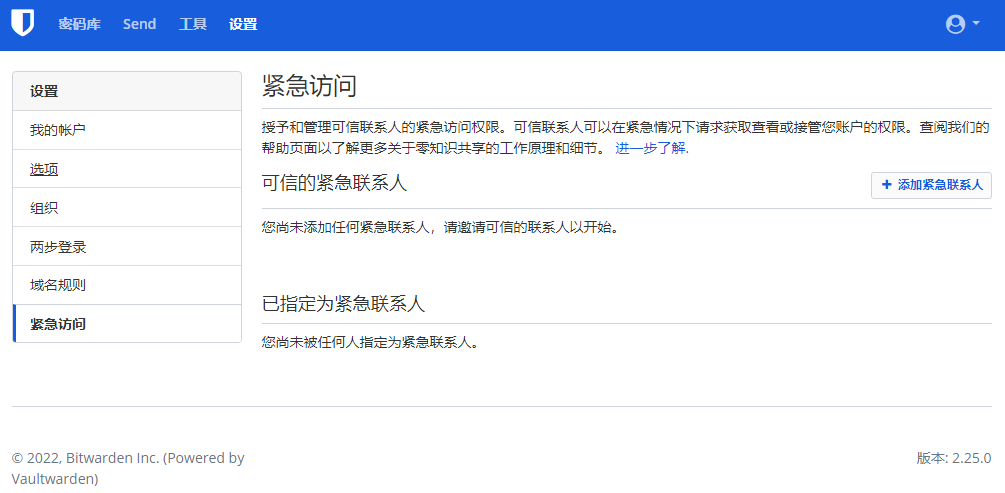 密码库 Send 工具 设置
设置
我的帐户
选项
组织
两步登录
域名规则
紧急访问
紧急访问
授予和管理可信联系人的紧急访问权限。可信联系人可以在紧急情况下请求获取查看或接管您账户的权限。查阅我们的
帮助页面以了解更多关于零知识共享的工作原理和细节。 进一步了解.
可信的紧急联系人
+ 添加紧急联系人
您尚未添加任何紧急联系人，请邀请可信的联系人以开始。
已指定为紧急联系人
您尚未被任何人指定为紧急联系人。
© 2022, Bitwarden Inc. (Powered by
Vaultwarden)
版本: 2.25.0